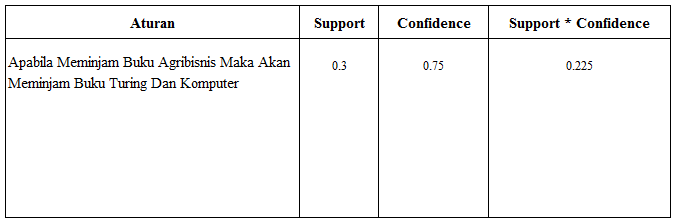 Aturan Support Confidence Support * Confidence
Apabila Meminjam Buku Agribisnis Maka Akan 0.3 0.75 0.225
Meminjam Buku Turing Dan Komputer